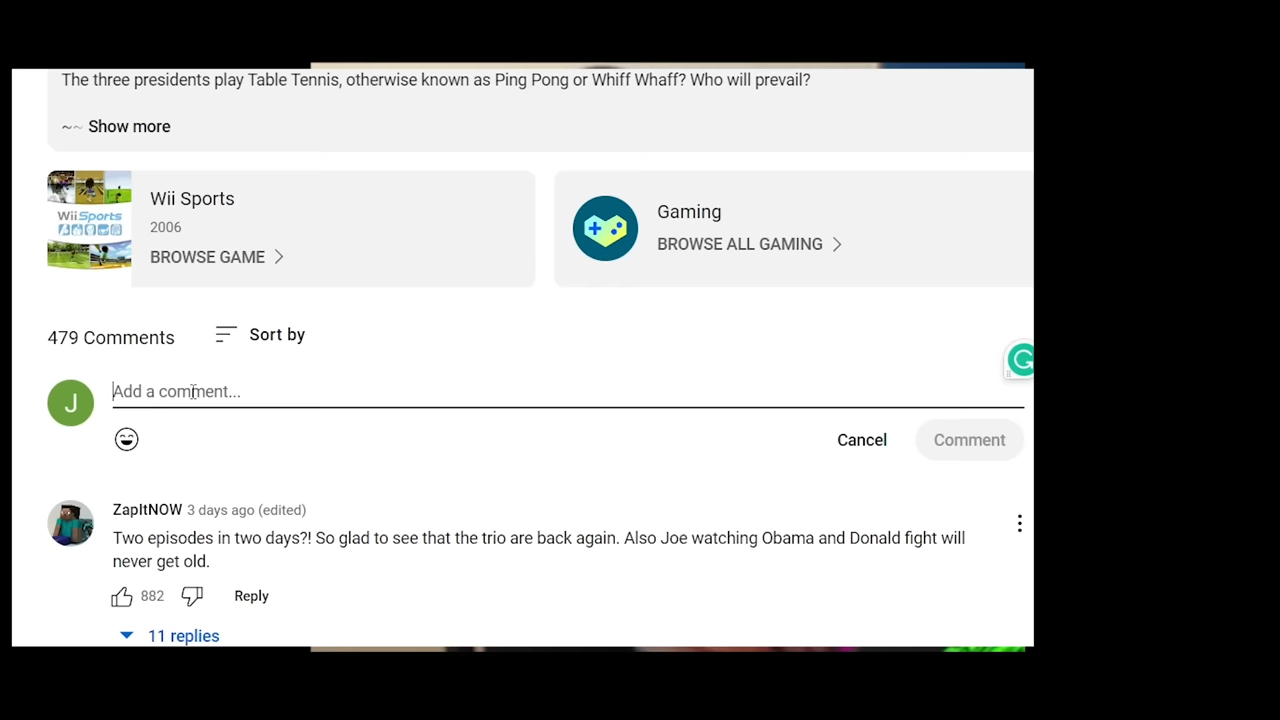 The three presidents play Table Tennis, otherwise known as Ping Pong or Whiff Whaff? Who will prevail?
~~ Show more
Wii Sports
Wii Sports
2006
BROWSE GAME
Gaming
BROWSE ALL GAMING
479 Comments
Sort by
J
Add a comment...
Cancel
Comment
ZapItNOW 3 days ago (edited)
Two episodes in two days?! So glad to see that the trio are back again. Also Joe watching Obama and Donald fight will
never get old.
882
Reply
11 replies